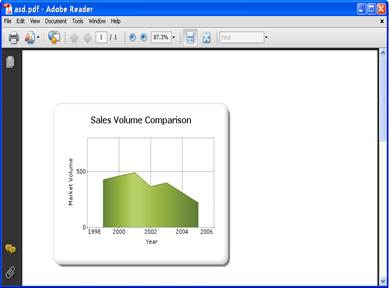 asd.pdf - Adobe Reader
File Edit View Document Tools Window Help
1 / 1 87.3% Find
Sales Volume Comparison
Market Volume
500
0
1998 2000 2002 2004 2006
Year